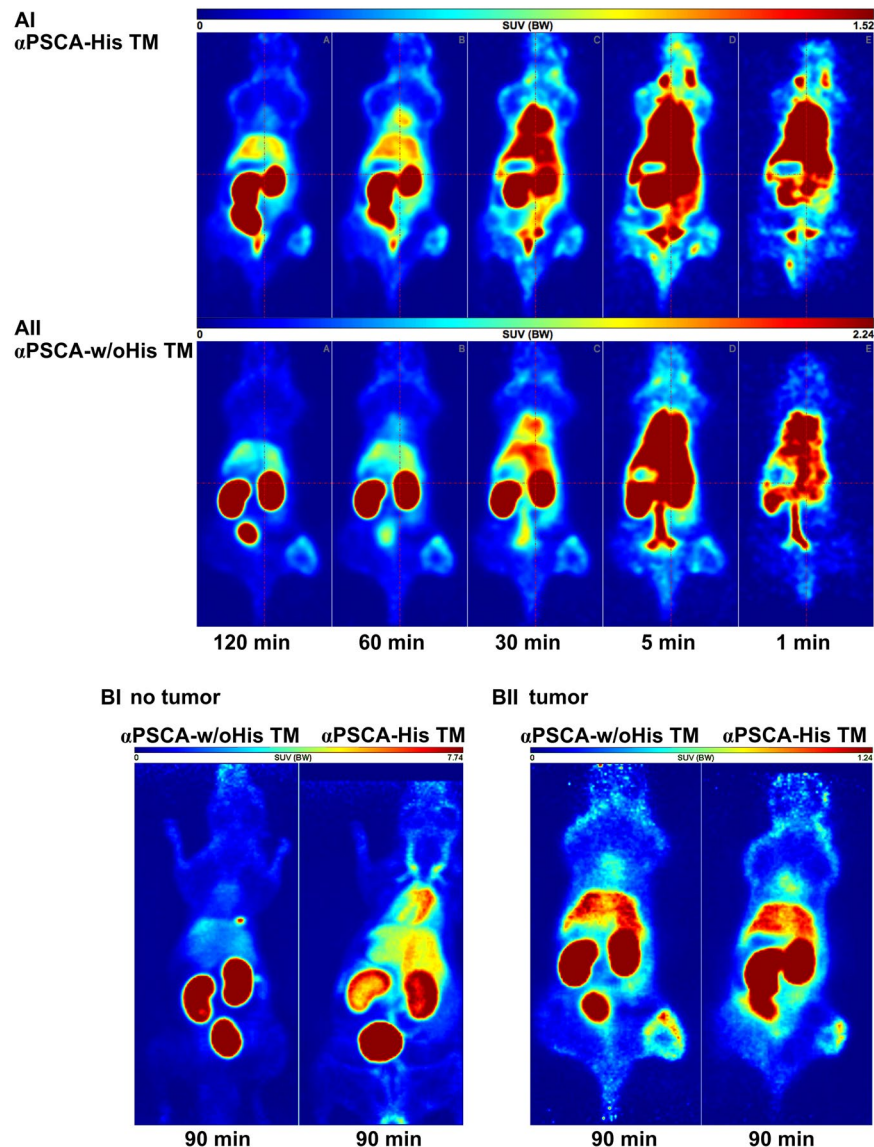 AI
αPSCA-His TM
0 SUV (BW) 1.52
A B C D E
AII
αPSCA-w/oHis TM
0 SUV (BW) 2.24
A B C D E
120 min 60 min 30 min 5 min 1 min
BI no tumor BII tumor
αPSCA-w/oHis TM αPSCA-His TM αPSCA-w/oHis TM αPSCA-His TM
0 SUV (BW) 7.74 0 SUV (BW) 1.24
90 min 90 min 90 min 90 min